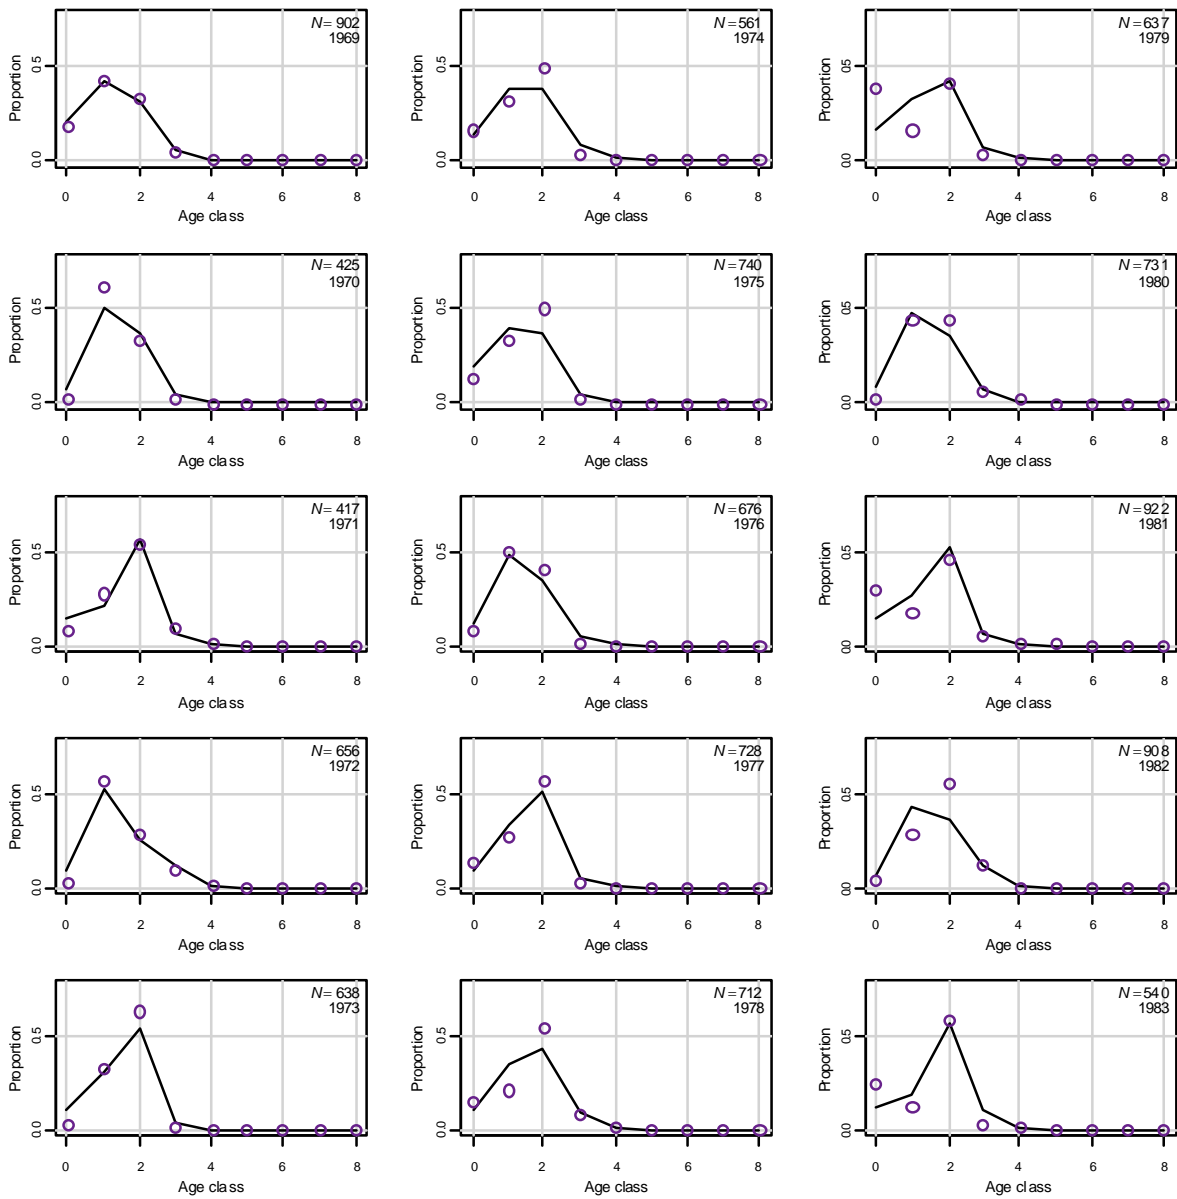 N= 902
1969
Proportion
0.5
0.0
0 2 4 6 8
Age class
N=561
1974
Proportion
0.5
0.0
0 2 4 6 8
Age class
N=637
1979
Proportion
0.5
0.0
0 2 4 6 8
Age class
N= 425
1970
Proportion
0.5
0.0
0 2 4 6 8
Age class
N=740
1975
Proportion
0.5
0.0
0 2 4 6 8
Age class
N=731
1980
Proportion
0.5
0.0
0 2 4 6 8
Age class
N= 417
1971
Proportion
0.5
0.0
0 2 4 6 8
Age class
N=676
1976
Proportion
0.5
0.0
0 2 4 6 8
Age class
N=922
1981
Proportion
0.5
0.0
0 2 4 6 8
Age class
N= 656
1972
Proportion
0.5
0.0
0 2 4 6 8
Age class
N=728
1977
Proportion
0.5
0.0
0 2 4 6 8
Age class
N=908
1982
Proportion
0.5
0.0
0 2 4 6 8
Age class
N= 638
1973
Proportion
0.5
0.0
0 2 4 6 8
Age class
N=712
1978
Proportion
0.5
0.0
0 2 4 6 8
Age class
N=540
1983
Proportion
0.5
0.0
0 2 4 6 8
Age class